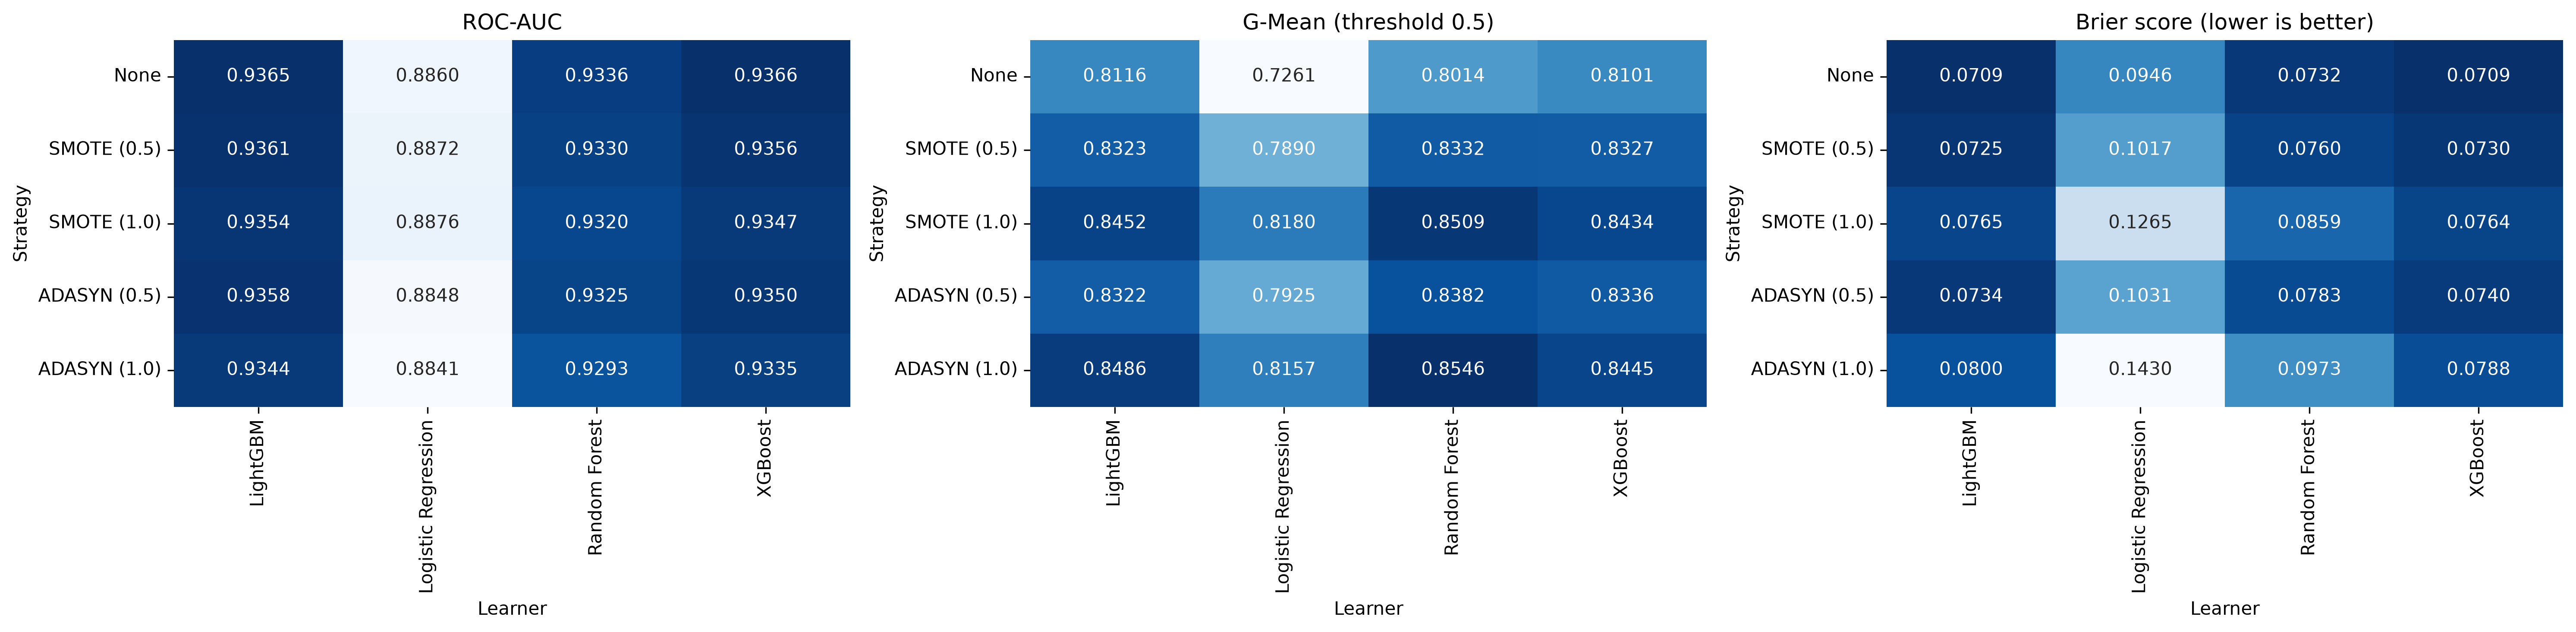 ROC-AUC
Strategy
None 0.9365 0.8860 0.9336 0.9366
SMOTE (0.5) 0.9361 0.8872 0.9330 0.9356
SMOTE (1.0) 0.9354 0.8876 0.9320 0.9347
ADASYN (0.5) 0.9358 0.8848 0.9325 0.9350
ADASYN (1.0) 0.9344 0.8841 0.9293 0.9335
LightGBM
Logistic Regression
Random Forest
XGBoost
Learner
G-Mean (threshold 0.5)
Strategy
None 0.8116 0.7261 0.8014 0.8101
SMOTE (0.5) 0.8323 0.7890 0.8332 0.8327
SMOTE (1.0) 0.8452 0.8180 0.8509 0.8434
ADASYN (0.5) 0.8322 0.7925 0.8382 0.8336
ADASYN (1.0) 0.8486 0.8157 0.8546 0.8445
LightGBM
Logistic Regression
Random Forest
XGBoost
Learner
Brier score (lower is better)
Strategy
None 0.0709 0.0946 0.0732 0.0709
SMOTE (0.5) 0.0725 0.1017 0.0760 0.0730
SMOTE (1.0) 0.0765 0.1265 0.0859 0.0764
ADASYN (0.5) 0.0734 0.1031 0.0783 0.0740
ADASYN (1.0) 0.0800 0.1430 0.0973 0.0788
LightGBM
Logistic Regression
Random Forest
XGBoost
Learner